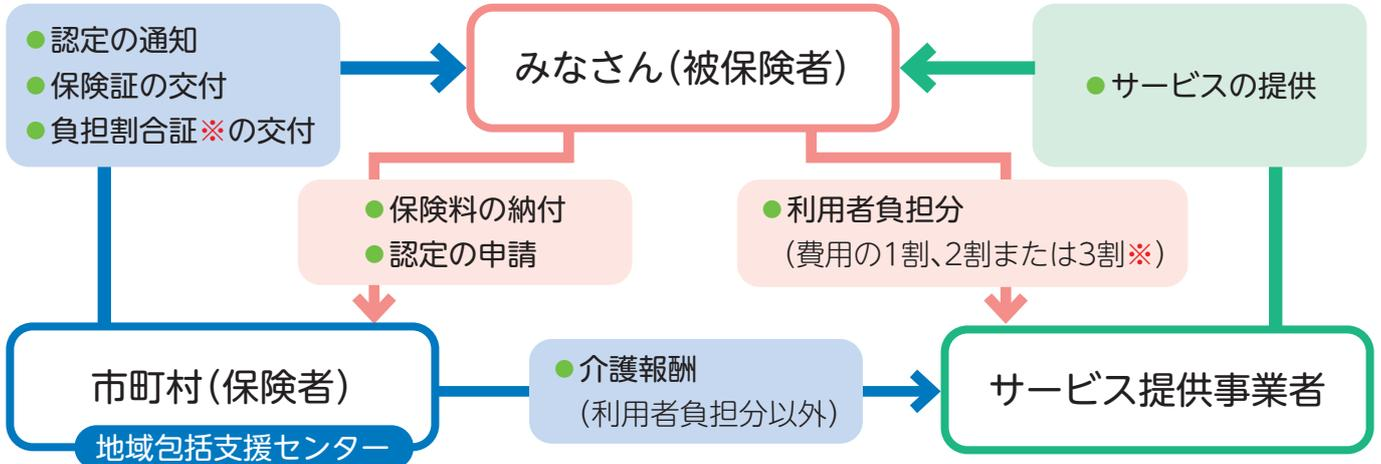 ●認定の通知
●保険証の交付
●負担割合証※の交付
みなさん(被保険者)
●サービスの提供
●保険料の納付
●認定の申請
●利用者負担分
(費用の1割、2割または3割※)
市町村(保険者)
地域包括支援センター
●介護報酬
(利用者負担分以外)
サービス提供事業者